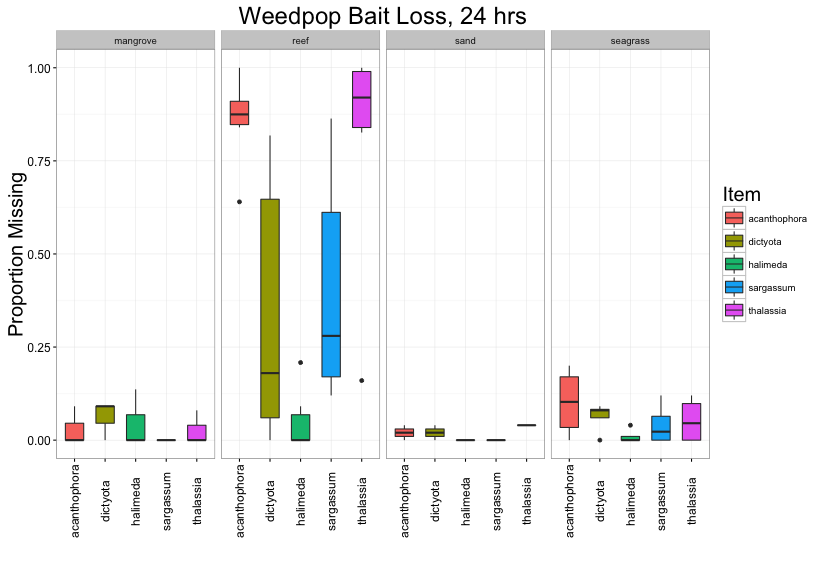 Weedpop Bait Loss, 24 hrs
mangrove reef sand seagrass
Proportion Missing
1.00
0.75
0.50
0.25
0.00
acanthophora dictyota halimeda sargassum thalassia acanthophora dictyota halimeda sargassum thalassia acanthophora dictyota halimeda sargassum thalassia acanthophora dictyota halimeda sargassum thalassia
Item
acanthophora
dictyota
halimeda
sargassum
thalassia